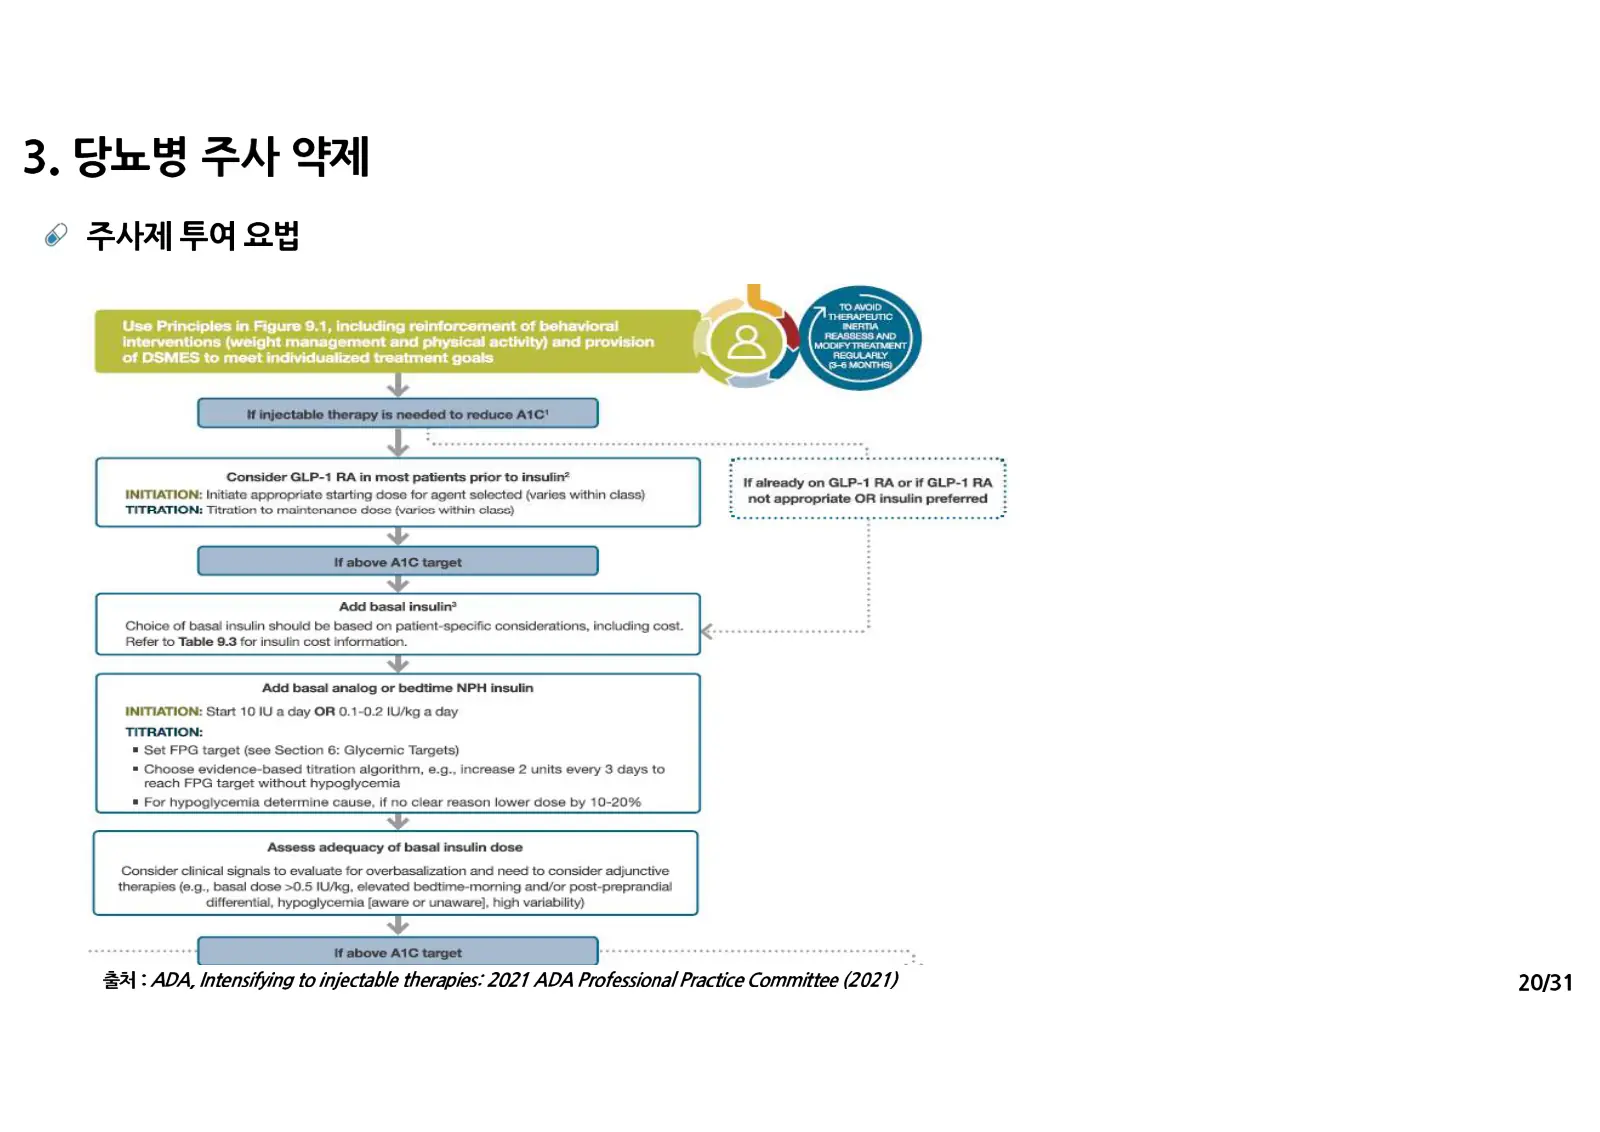 3. 당뇨병 주사 약제
주사제 투여 요법
Use Principles in Figure 9.1, including reinforcement of behavioral
interventions (weight management and physical activity) and provision
of DSMES to meet individualized treatment goals
TO AVOID
THERAPEUTIC
INERTIA
REASSESS AND
MODIFY TREATMENT
REGULARLY
(3–6 MONTHS)
If injectable therapy is needed to reduce A1C¹
Consider GLP-1 RA in most patients prior to insulin²
INITIATION: Initiate appropriate starting dose for agent selected (varies within class)
TITRATION: Titration to maintenance dose (varies within class)
If already on GLP-1 RA or if GLP-1 RA
not appropriate OR insulin preferred
If above A1C target
Add basal insulin³
Choice of basal insulin should be based on patient-specific considerations, including cost.
Refer to Table 9.3 for insulin cost information.
Add basal analog or bedtime NPH insulin
INITIATION: Start 10 IU a day OR 0.1-0.2 IU/kg a day
TITRATION:
▪ Set FPG target (see Section 6: Glycemic Targets)
▪ Choose evidence-based titration algorithm, e.g., increase 2 units every 3 days to
reach FPG target without hypoglycemia
▪ For hypoglycemia determine cause, if no clear reason lower dose by 10-20%
Assess adequacy of basal insulin dose
Consider clinical signals to evaluate for overbasalization and need to consider adjunctive
therapies (e.g., basal dose >0.5 IU/kg, elevated bedtime-morning and/or post-preprandial
differential, hypoglycemia [aware or unaware], high variability)
If above A1C target
출처 : ADA, Intensifying to injectable therapies: 2021 ADA Professional Practice Committee (2021)
20/31